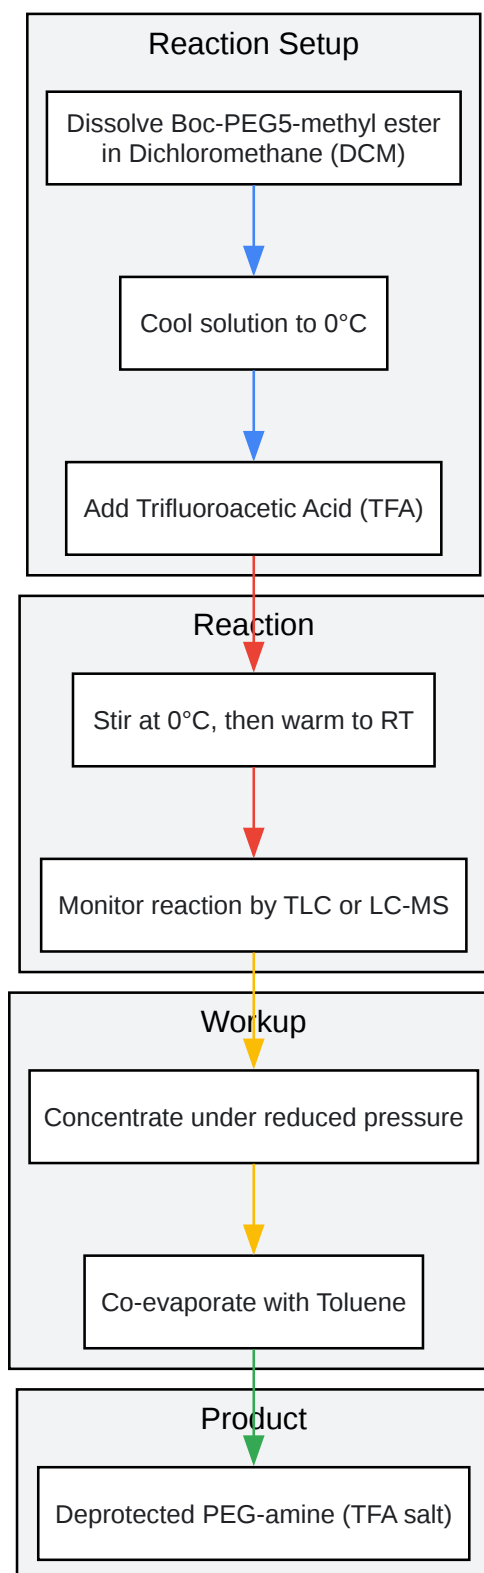 Reaction Setup
Dissolve Boc-PEG5-methyl ester
in Dichloromethane (DCM)
Cool solution to 0°C
Add Trifluoroacetic Acid (TFA)
Reaction
Stir at 0°C, then warm to RT
Monitor reaction by TLC or LC-MS
Workup
Concentrate under reduced pressure
Co-evaporate with Toluene
Product
Deprotected PEG-amine (TFA salt)